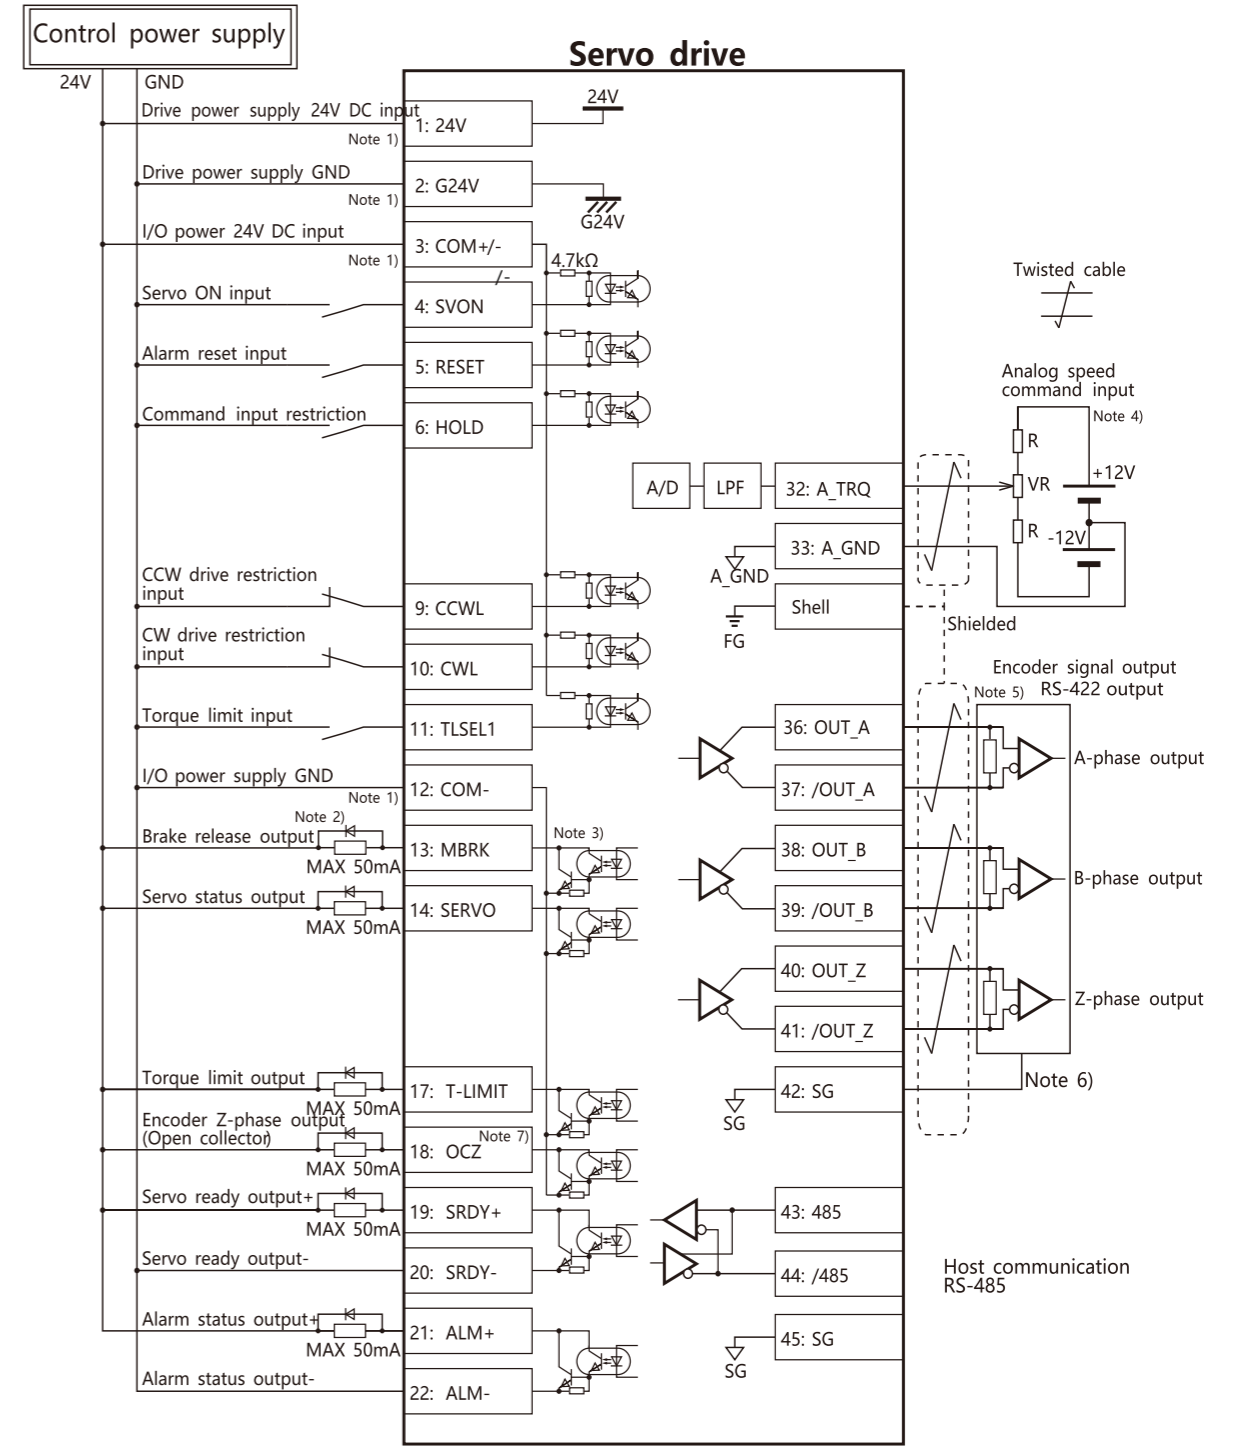 Control power supply
24V
GND
Servo drive
Drive power supply 24V DC input
Note 1)
1: 24V
24V
Drive power supply GND
Note 1)
2: G24V
G24V
I/O power 24V DC input
Note 1)
3: COM+/-
/-
4.7kΩ
Servo ON input
4: SVON
Alarm reset input
5: RESET
Command input restriction
6: HOLD
CCW drive restriction
input
9: CCWL
CW drive restriction
input
10: CWL
Torque limit input
11: TLSEL1
I/O power supply GND
Note 1)
12: COM-
Note 2)
Brake release output
MAX 50mA
13: MBRK
Note 3)
Servo status output
MAX 50mA
14: SERVO
Torque limit output
MAX 50mA
17: T-LIMIT
Encoder Z-phase output
(Open collector)
MAX 50mA
Note 7)
18: OCZ
Servo ready output+
MAX 50mA
19: SRDY+
Servo ready output-
20: SRDY-
Alarm status output+
MAX 50mA
21: ALM+
Alarm status output-
22: ALM-
Twisted cable
Analog speed
command input
Note 4)
R
VR
R
+12V
-12V
A/D
LPF
32: A_TRQ
33: A_GND
A_GND
Shell
FG
Shielded
Encoder signal output
Note 5) RS-422 output
36: OUT_A
37: /OUT_A
A-phase output
38: OUT_B
39: /OUT_B
B-phase output
40: OUT_Z
41: /OUT_Z
Z-phase output
42: SG
SG
Note 6)
43: 485
44: /485
Host communication
RS-485
45: SG
SG